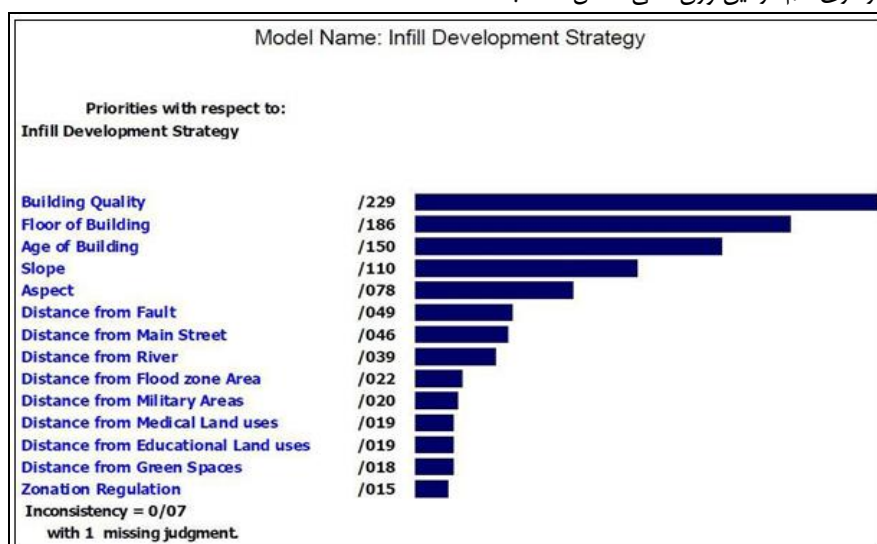 Model Name: Infill Development Strategy
Priorities with respect to:
Infill Development Strategy
Building Quality /229
Floor of Building /186
Age of Building /150
Slope /110
Aspect /078
Distance from Fault /049
Distance from Main Street /046
Distance from River /039
Distance from Flood zone Area /022
Distance from Military Areas /020
Distance from Medical Land uses /019
Distance from Educational Land uses /019
Distance from Green Spaces /018
Zonation Regulation /015
Inconsistency = 0/07
with 1 missing judgment.